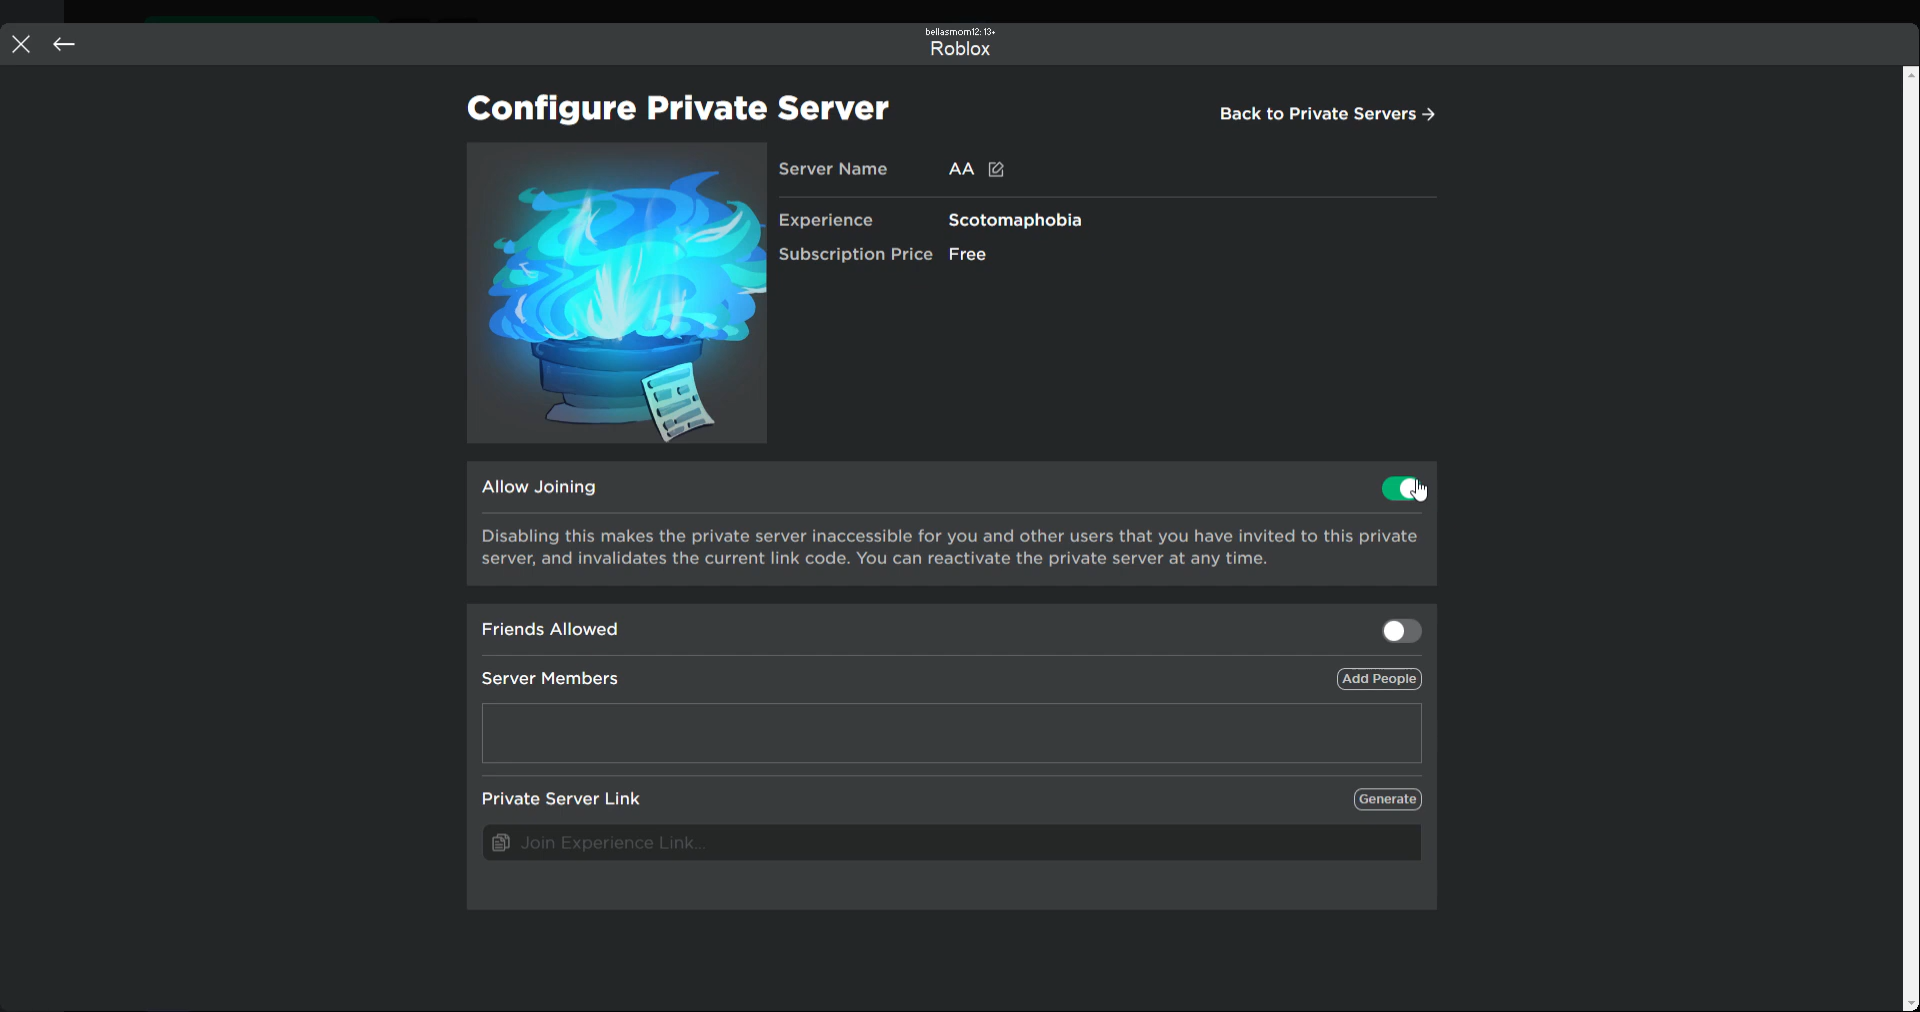 bellasmom12: 13+
Roblox
Configure Private Server
Back to Private Servers →
Server Name AA
Experience Scotomaphobia
Subscription Price Free
Allow Joining
Disabling this makes the private server inaccessible for you and other users that you have invited to this private
server, and invalidates the current link code. You can reactivate the private server at any time.
Friends Allowed
Server Members Add People
Private Server Link Generate
Join Experience Link...